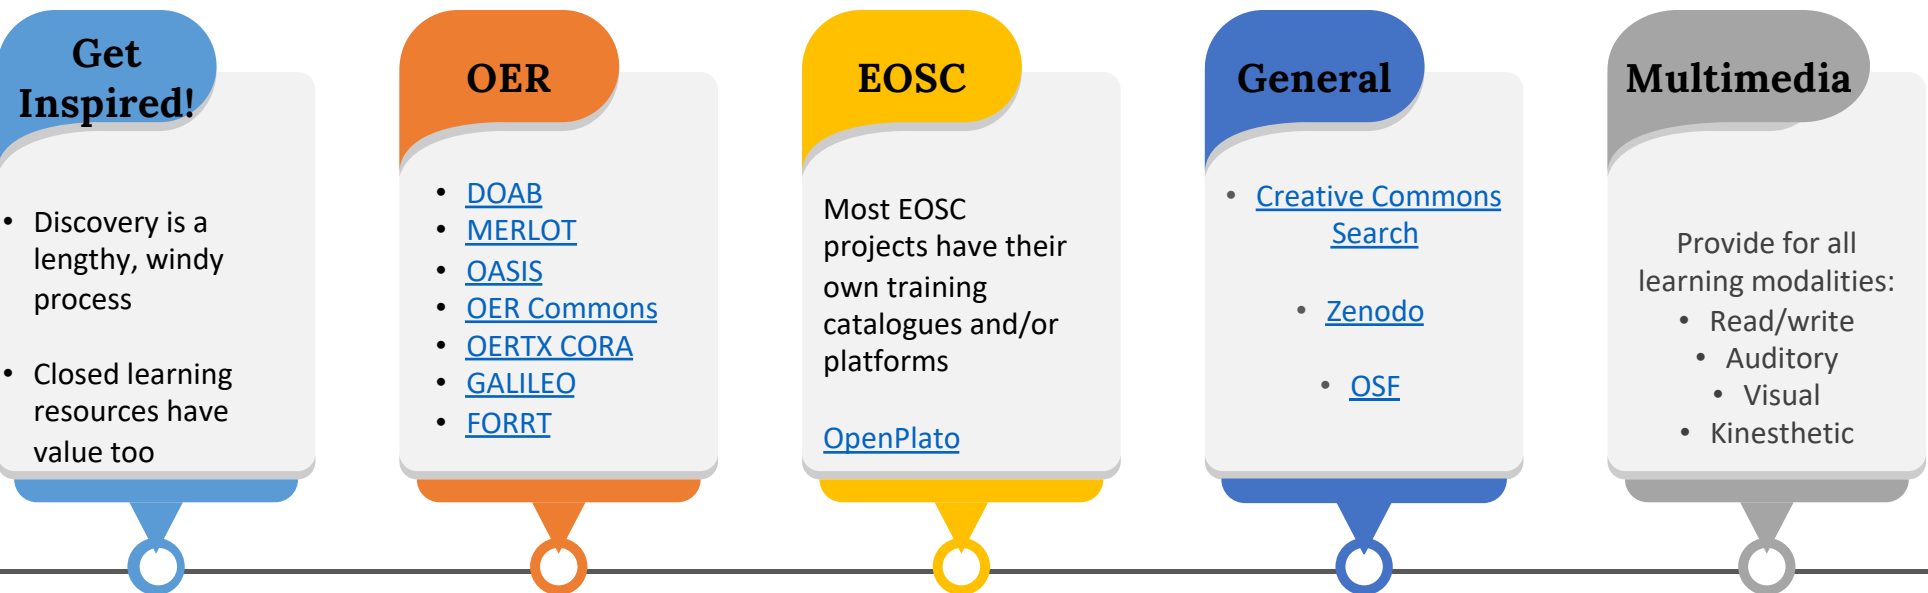 Get
Inspired!
• Discovery is a
lengthy, windy
process
• Closed learning
resources have
value too
OER
• DOAB
• MERLOT
• OASIS
• OER Commons
• OERTX CORA
• GALILEO
• FORRT
EOSC
Most EOSC
projects have their
own training
catalogues and/or
platforms
OpenPlato
General
• Creative Commons
Search
• Zenodo
• OSF
Multimedia
Provide for all
learning modalities:
• Read/write
• Auditory
• Visual
• Kinesthetic